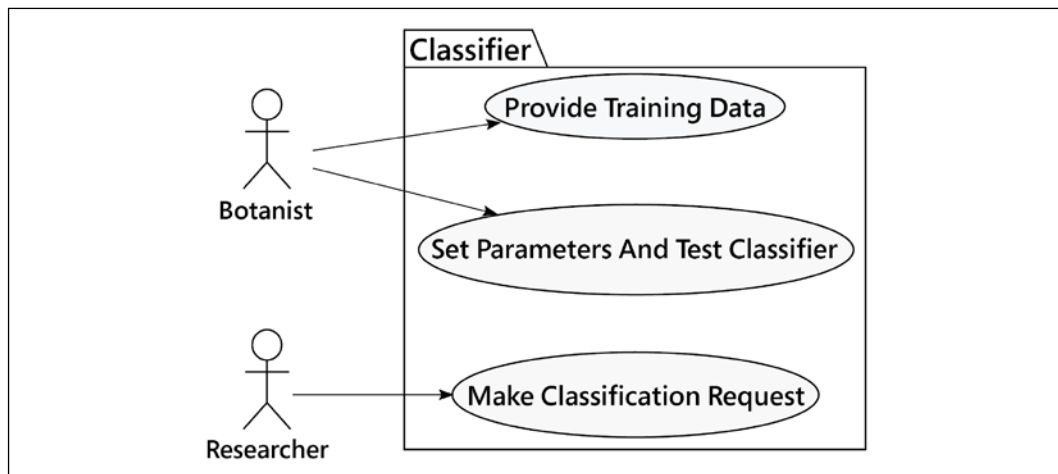 Classifier
Provide Training Data
Botanist
Set Parameters And Test Classifier
Make Classification Request
Researcher